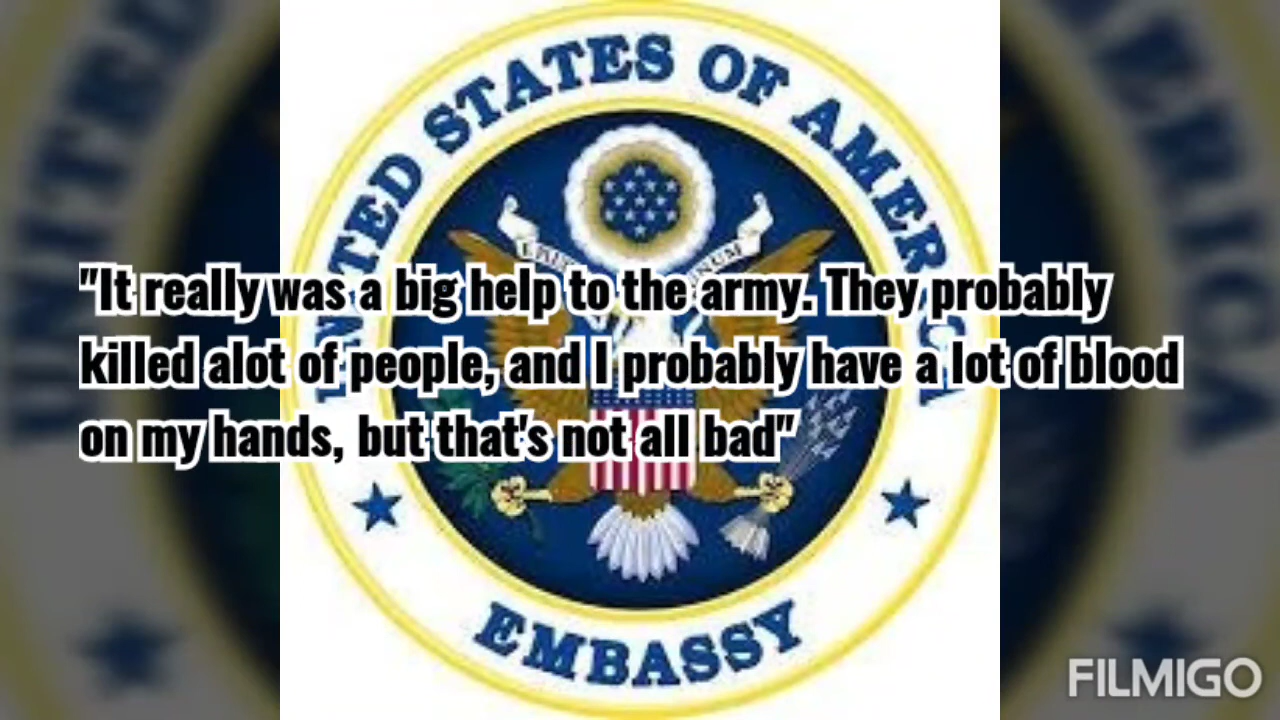 UNITED STATES OF AMERICA
"It really was a big help to the army. They probably
killed alot of people, and I probably have a lot of blood
on my hands, but that's not all bad"
EMBASSY
FILMIGO